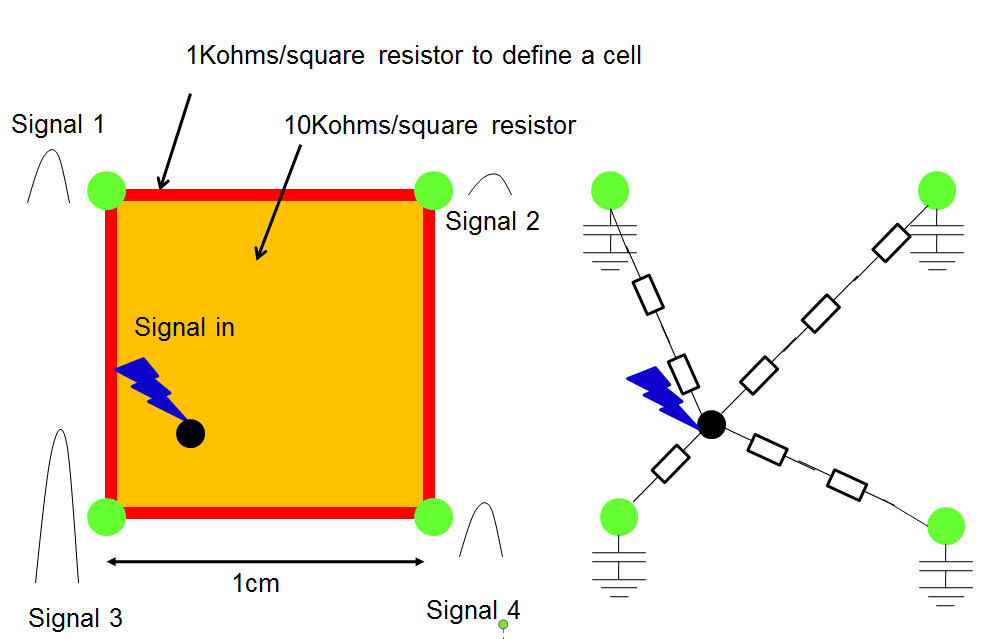 1Kohms/square resistor to define a cell
Signal 1
10Kohms/square resistor
Signal 2
Signal in
1cm
Signal 3
Signal 4